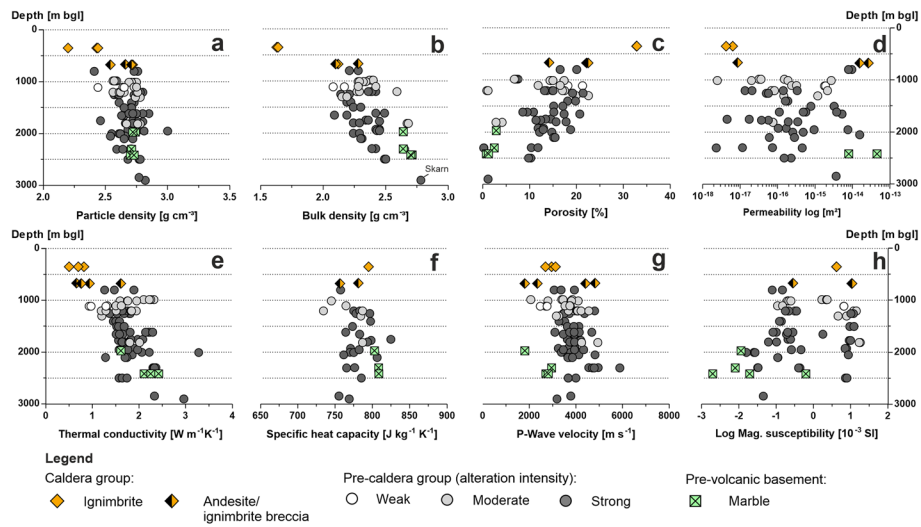 Depth [m bgl]
Depth [m bgl]
0
1000
2000
3000
a
2.0
2.5
3.0
3.5
Particle density [g cm⁻³]
b
Skarn
1.5
2.0
2.5
3.0
Bulk density [g cm⁻³]
c
0
10
20
30
40
Porosity [%]
d
0
1000
2000
3000
10⁻¹⁸
10⁻¹⁷
10⁻¹⁶
10⁻¹⁵
10⁻¹⁴
10⁻¹³
Permeability log [m²]
Depth [m bgl]
Depth [m bgl]
0
1000
2000
3000
e
0
1
2
3
4
Thermal conductivity [W m⁻¹K⁻¹]
f
650
700
750
800
850
900
Specific heat capacity [J kg⁻¹ K⁻¹]
g
0
2000
4000
6000
8000
P-Wave velocity [m s⁻¹]
h
0
1000
2000
3000
-3
-2
-1
0
1
2
Log Mag. susceptibility [10⁻³ SI]
Legend
Caldera group:
Ignimbrite
Andesite/
ignimbrite breccia
Pre-caldera group (alteration intensity):
Weak
Moderate
Strong
Pre-volcanic basement:
Marble